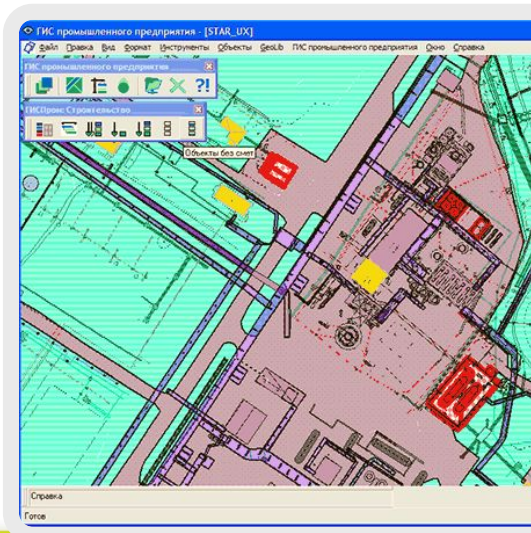 ГИС промышленного предприятия - [STAR_UX]
Файл Правка Вид Формат Инструменты Объекты GeoLib ГИС промышленного предприятия Окно Справка
ГИС промышленного предприятия
?!
ГИСПром: Строительство
Объекты без смет
Справка
Готов